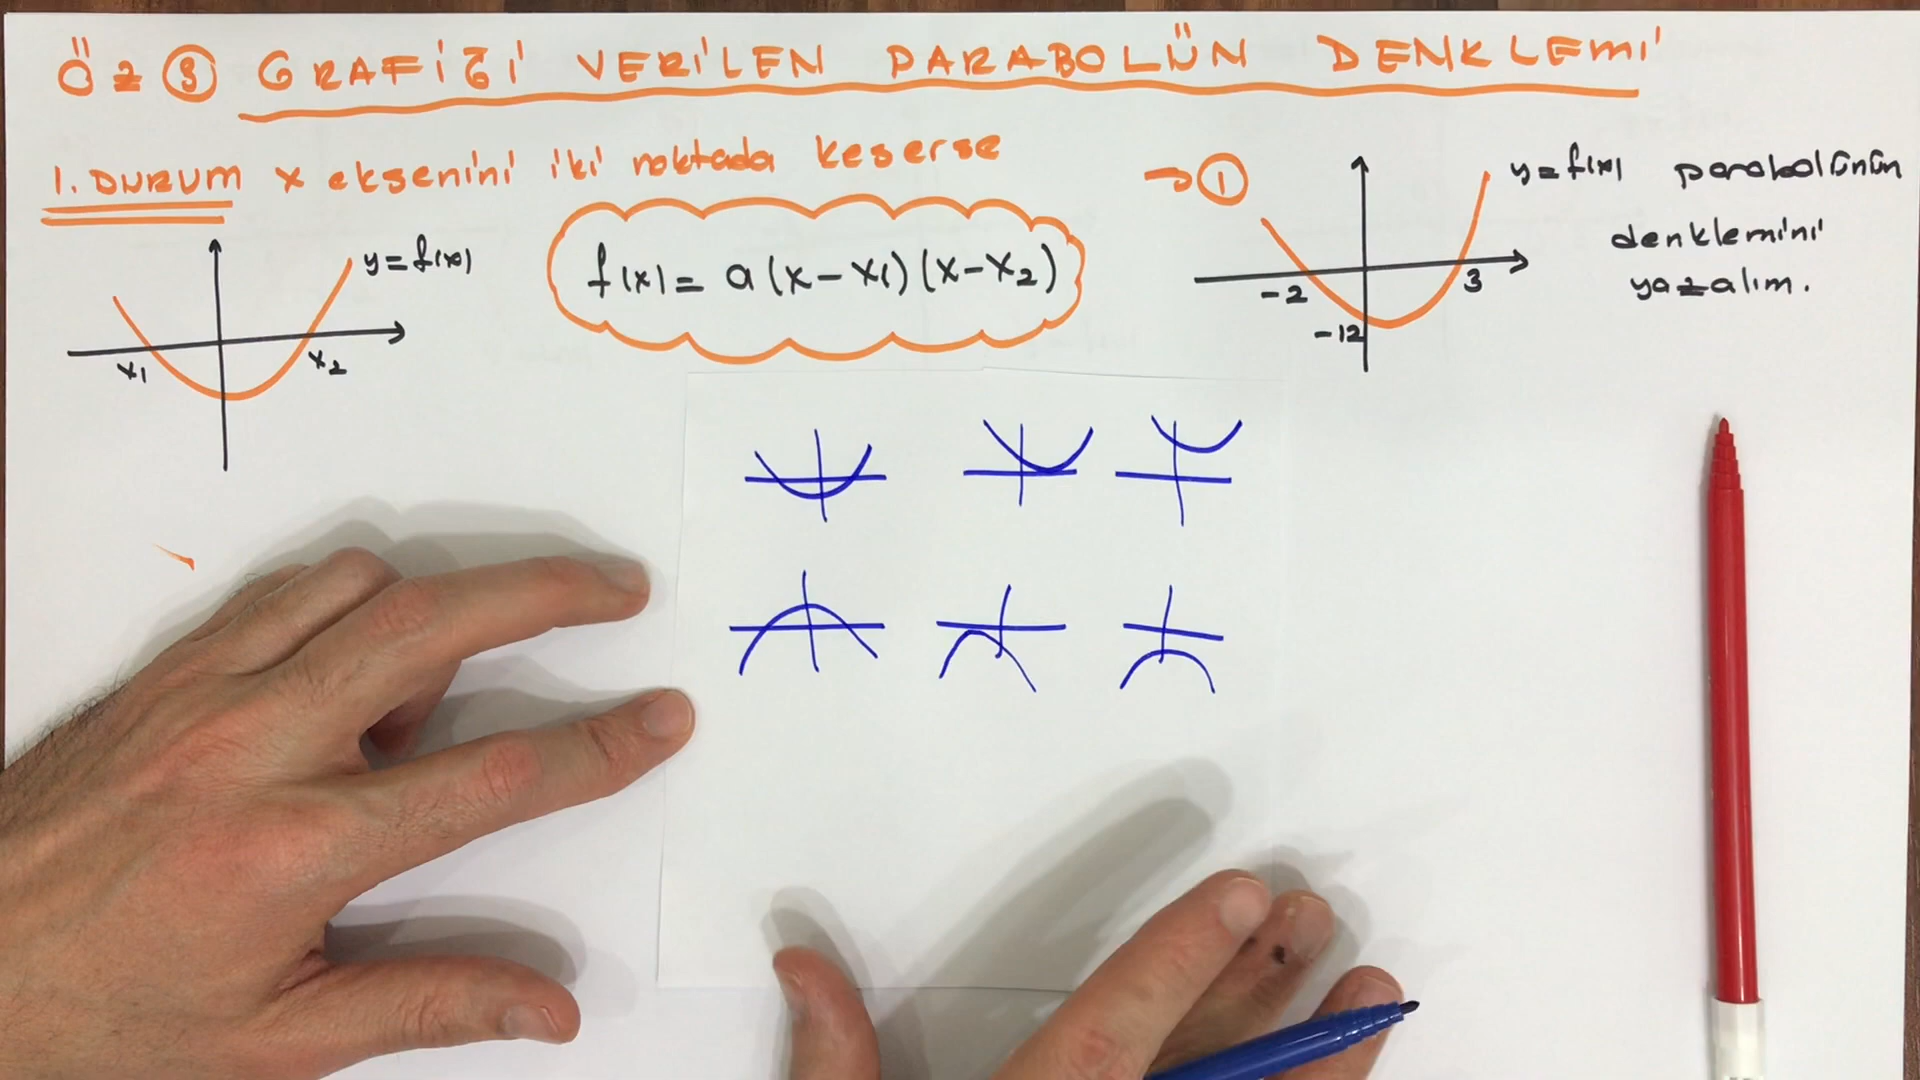 ÖZ ③ GRAFİĞİ VERİLEN PARABOLÜN DENKLEMİ
1. DURUM x eksenini iki noktada keserse
y=f(x)
x1
x2
f(x) = a(x-x1)(x-x2)
→ ①
y=f(x) parabolünün
denklemini
yazalım.
-2
3
-12